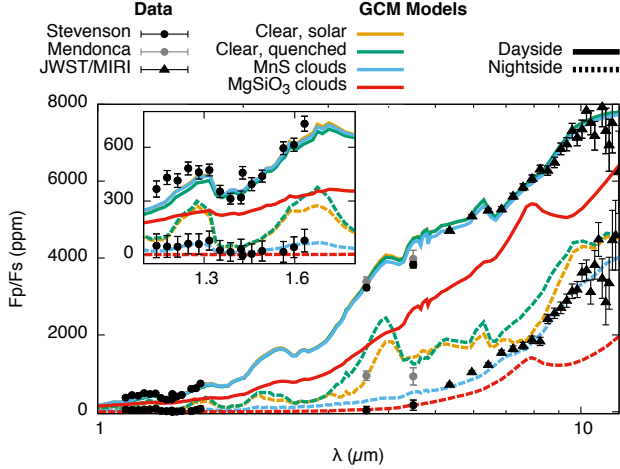 Data
GCM Models
Stevenson
Clear, solar
Mendonca
Clear, quenched
Dayside
JWST/MIRI
MnS clouds
Nightside
MgSiO₃ clouds
8000
600
6000
300
0
4000
1.3
1.6
2000
0
1
10
Fp/Fs (ppm)
λ (μm)